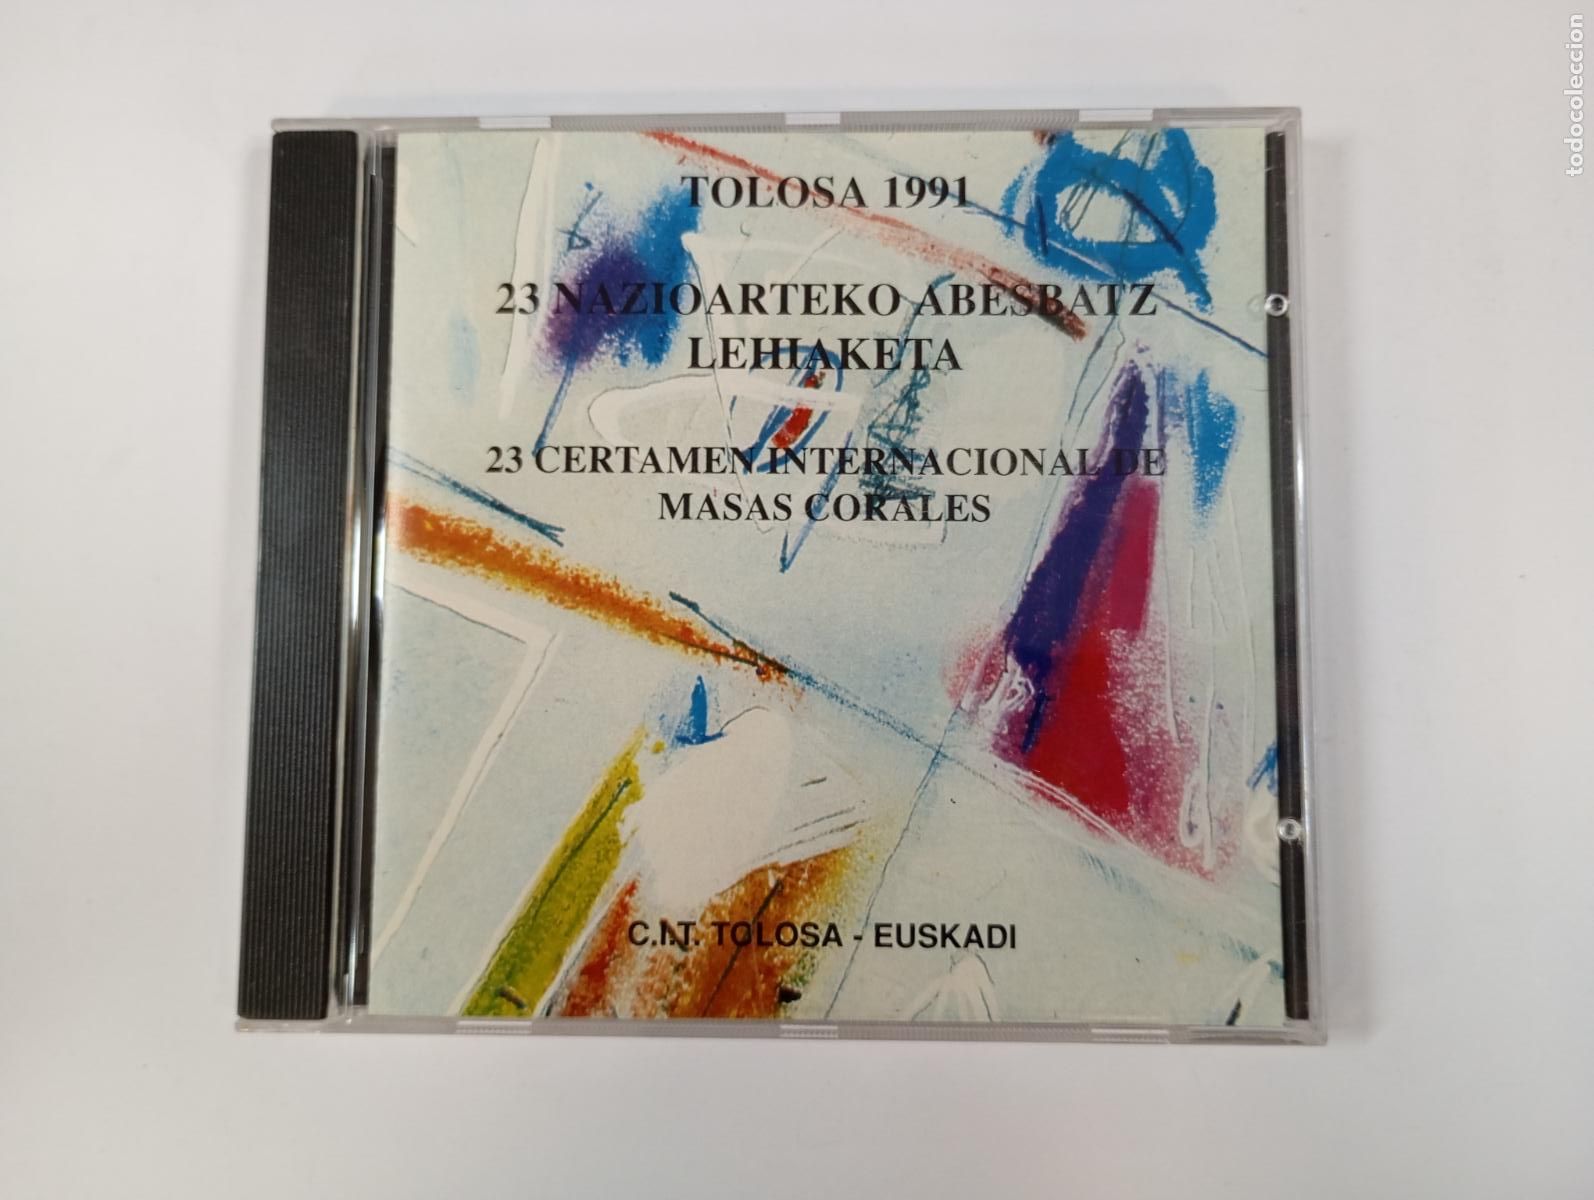 TOLOSA 1991
23 NAZIOARTEKO ABESBATZ
LEHIAKETA
23 CERTAMEN INTERNACIONAL DE
MASAS CORALES
C.I.T. TOLOSA - EUSKADI
todocoleccion